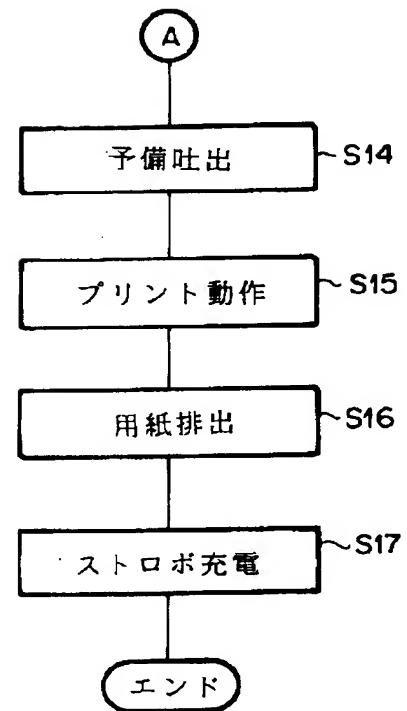 A
予備吐出
S14
プリント動作
S15
用紙排出
S16
ストロボ充電
S17
エンド